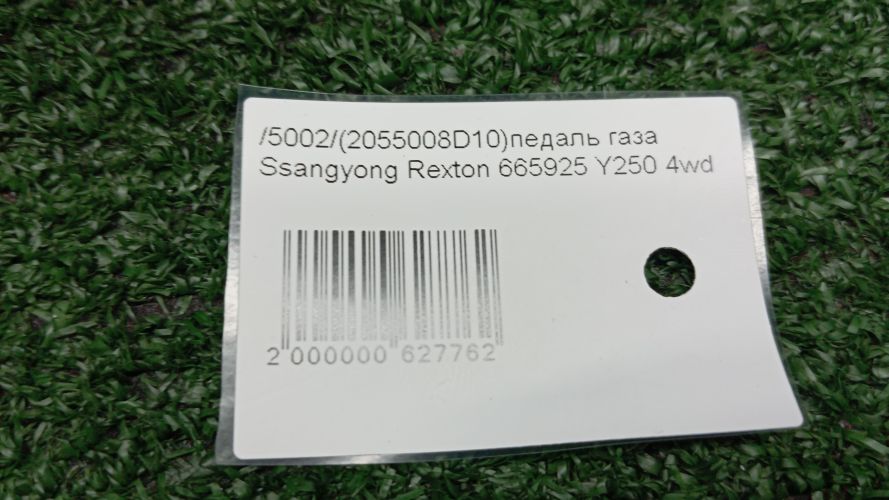 /5002/(2055008D10)педаль газа
Ssangyong Rexton 665925 Y250 4wd
2 000000 627762